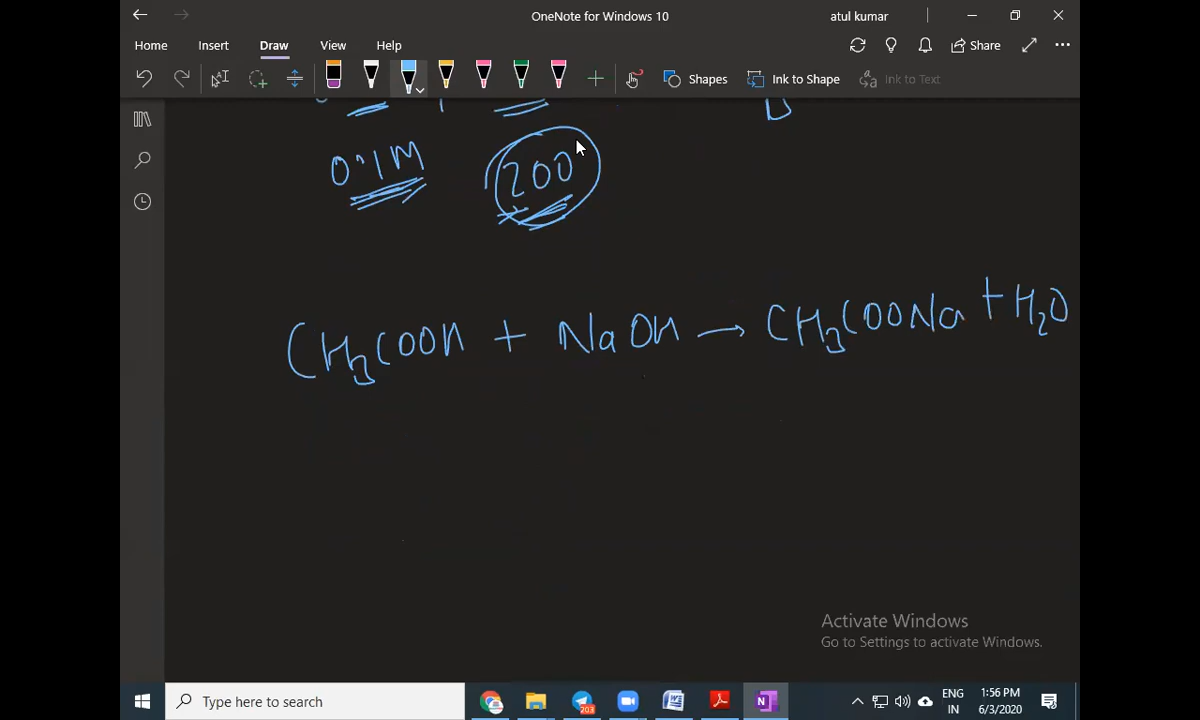 OneNote for Windows 10
atul kumar
Home Insert Draw View Help
Share
Shapes Ink to Shape Ink to Text
0.1M 200
CH3COOH + NaOH → CH3COONa + H2O
Activate Windows
Go to Settings to activate Windows.
Type here to search
203
W
N
ENG
IN
1:56 PM
6/3/2020